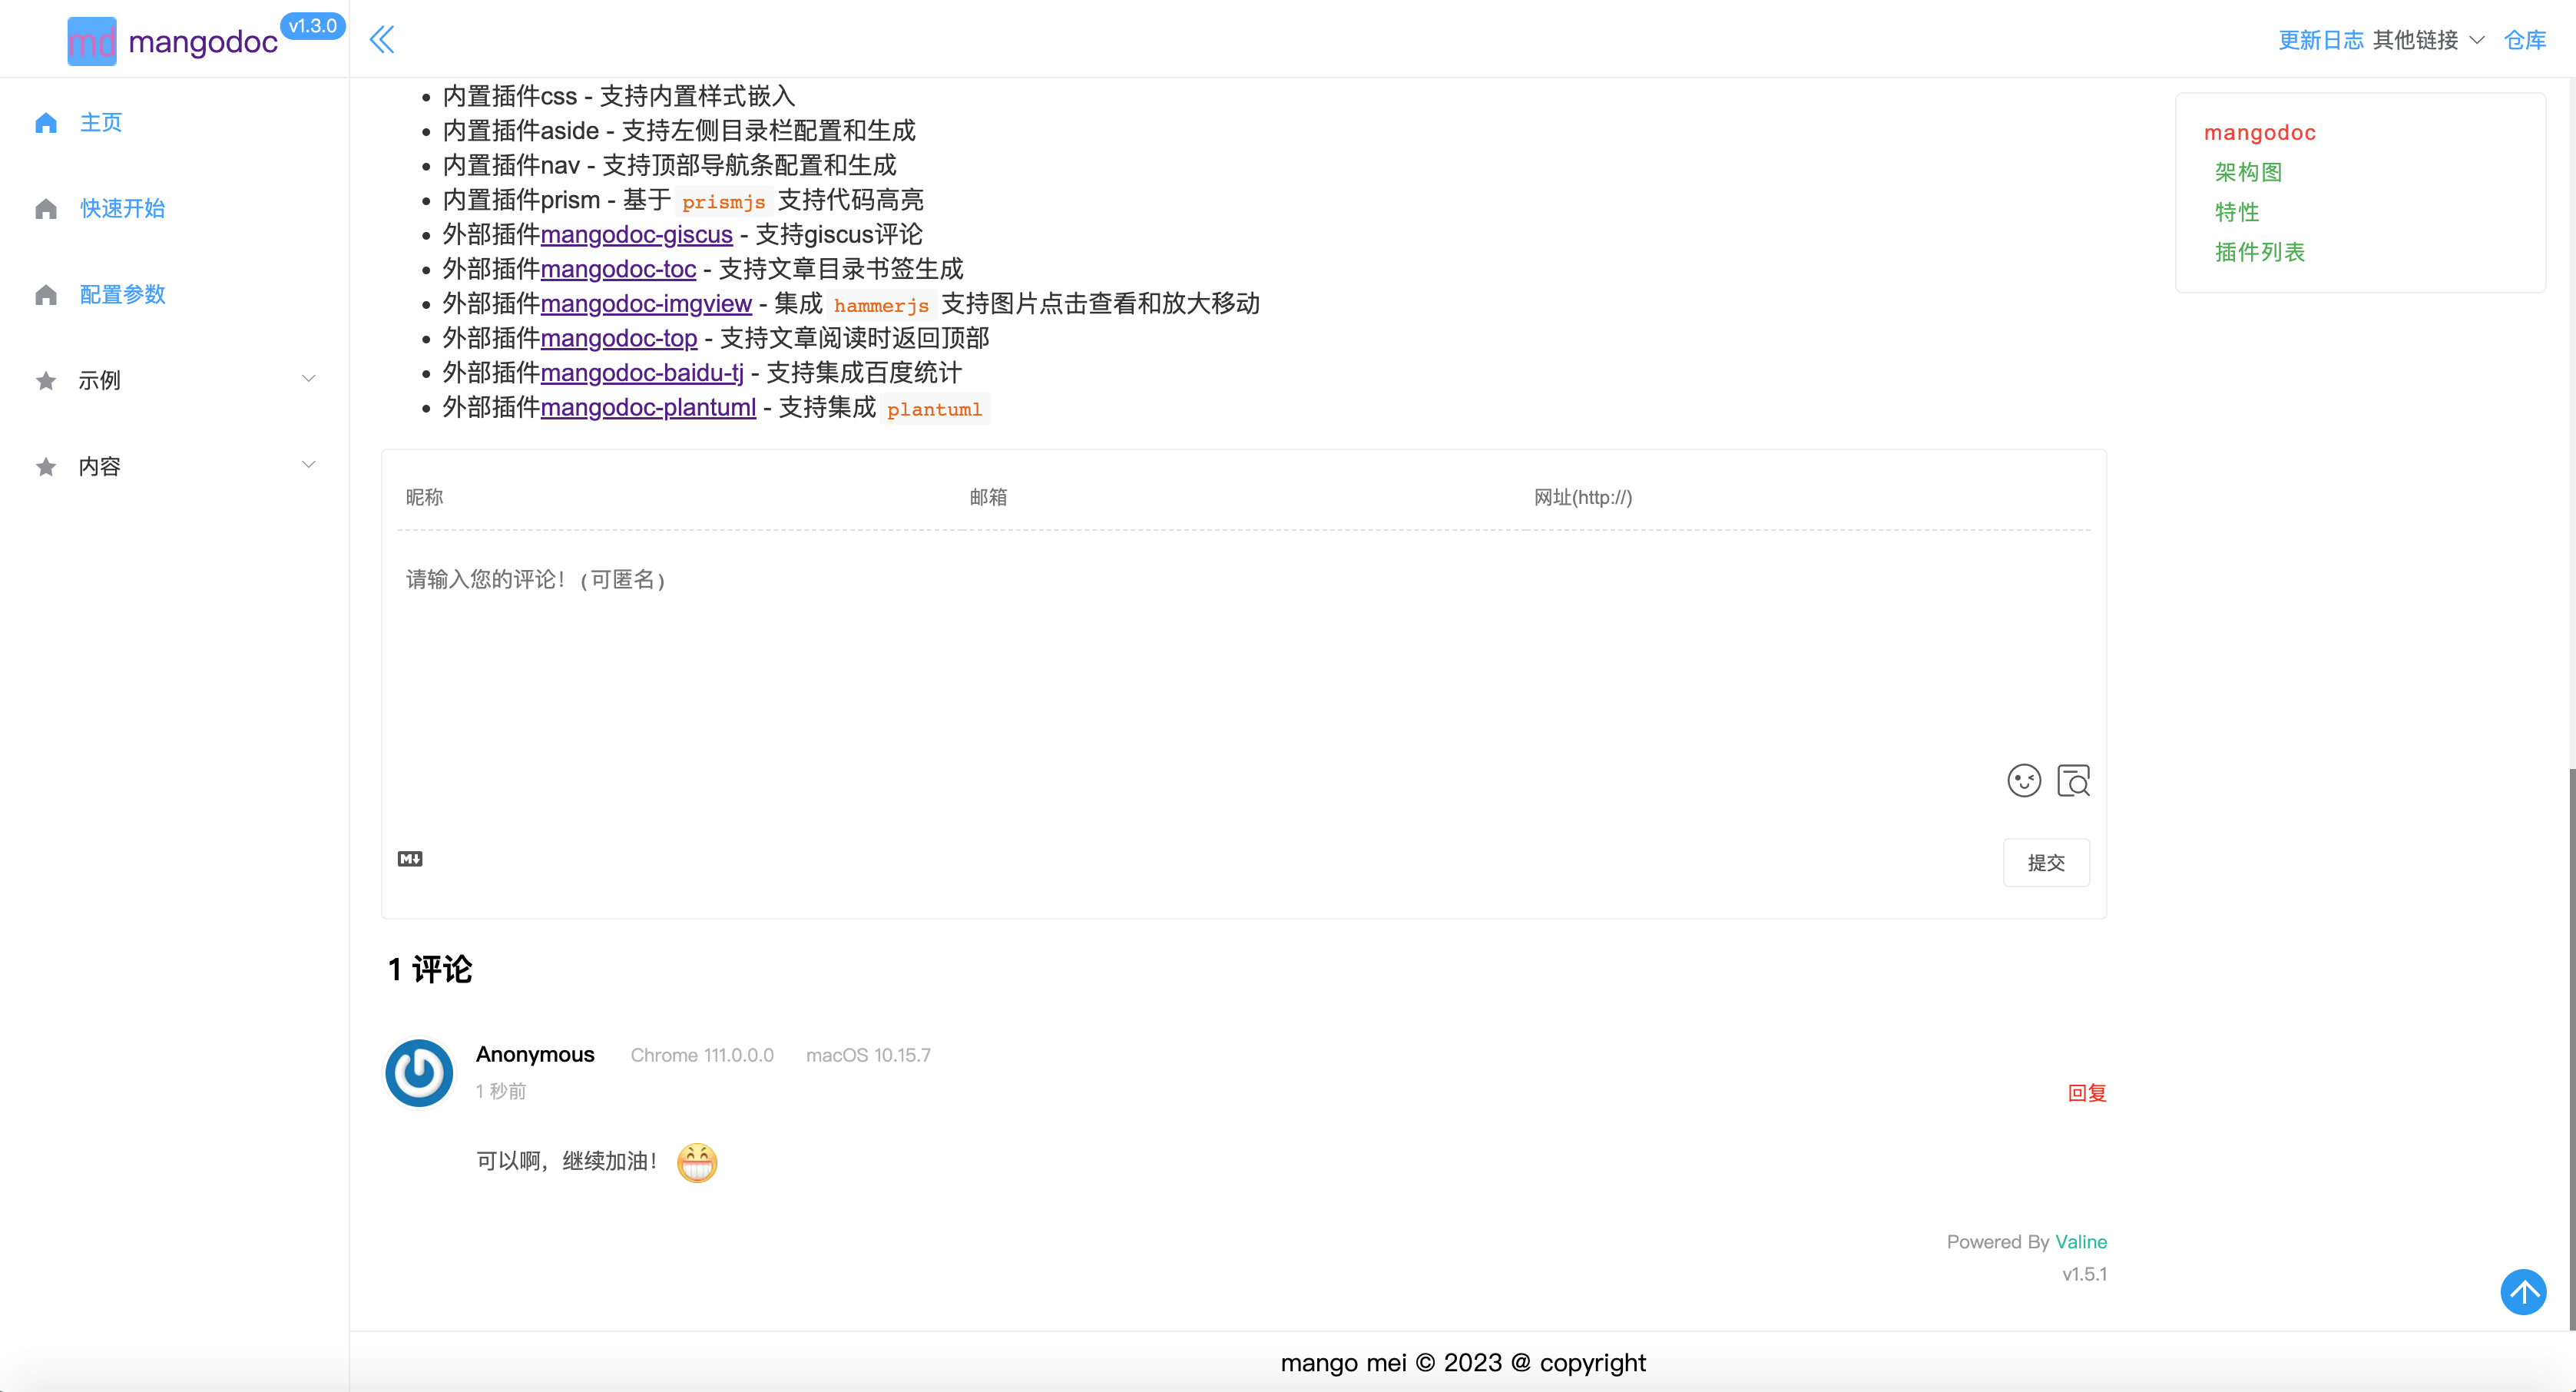 md mangodoc v1.3.0
更新日志 其他链接 仓库
主页
快速开始
配置参数
示例
内容
内置插件css - 支持内置样式嵌入
内置插件aside - 支持左侧目录栏配置和生成
内置插件nav - 支持顶部导航条配置和生成
内置插件prism - 基于 prismjs 支持代码高亮
外部插件mangodoc-giscus - 支持giscus评论
外部插件mangodoc-toc - 支持文章目录书签生成
外部插件mangodoc-imgview - 集成 hammerjs 支持图片点击查看和放大移动
外部插件mangodoc-top - 支持文章阅读时返回顶部
外部插件mangodoc-baidu-tj - 支持集成百度统计
外部插件mangodoc-plantuml - 支持集成 plantuml
mangodoc
架构图
特性
插件列表
昵称 邮箱 网址(http://)
请输入您的评论！(可匿名)
M
提交
1 评论
Anonymous Chrome 111.0.0.0 macOS 10.15.7
1 秒前
回复
可以啊，继续加油！
Powered By Valine
v1.5.1
mango mei © 2023 @ copyright